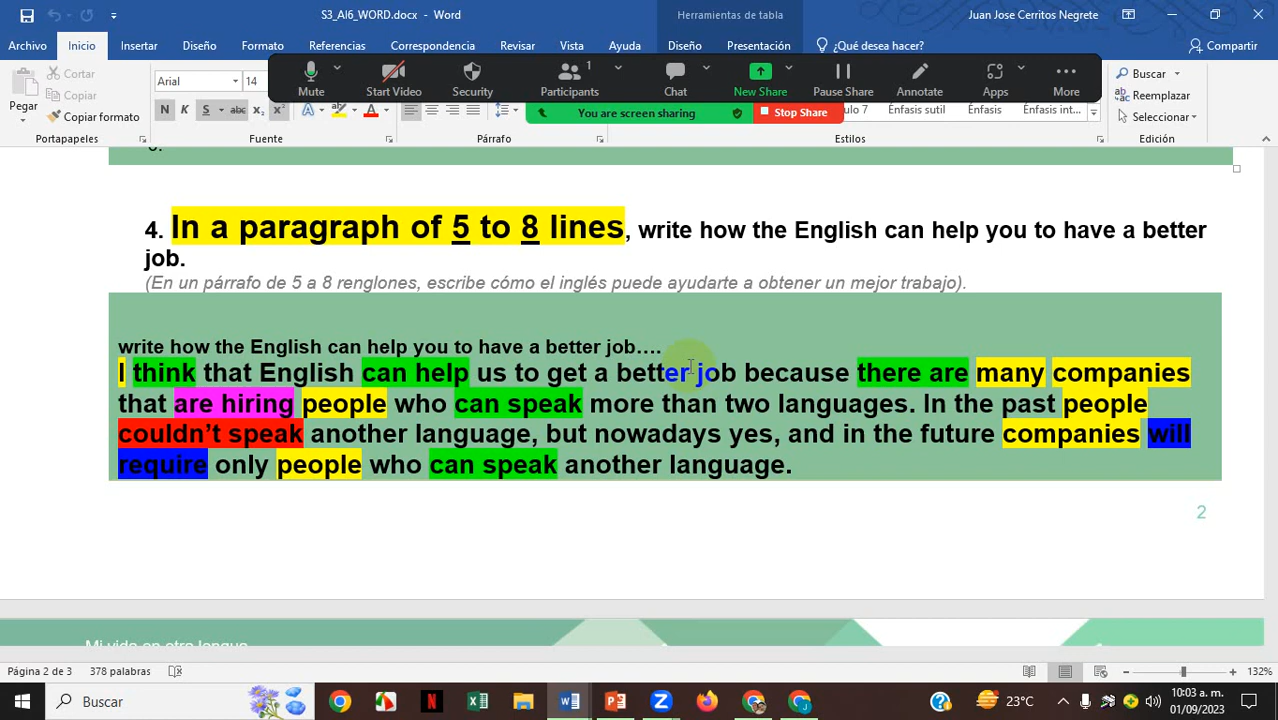 S3_AI6_WORD.docx - Word
Herramientas de tabla
Juan Jose Cerritos Negrete
Archivo Inicio Insertar Diseño Formato Referencias Correspondencia Revisar Vista Ayuda Diseño Presentación ¿Qué desea hacer? Compartir
Mute Start Video Security Participants 1 Chat New Share Pause Share Annotate Apps More
You are screen sharing Stop Share
Pegar
Cortar
Copiar
Copiar formato
Portapapeles
Arial 14
N K S
Fuente
Párrafo
Énfasis sutil Énfasis int...
Estilos
Buscar
Reemplazar
Seleccionar
Edición
4. In a paragraph of 5 to 8 lines, write how the English can help you to have a better
job.
(En un párrafo de 5 a 8 renglones, escribe cómo el inglés puede ayudarte a obtener un mejor trabajo).
write how the English can help you to have a better job….
I think that English can help us to get a better job because there are many companies
that are hiring people who can speak more than two languages. In the past people
couldn’t speak another language, but nowadays yes, and in the future companies will
require only people who can speak another language.
2
Mi vida en otra lengua
Página 2 de 3 378 palabras 132%
Buscar
23°C
10:03 a. m.
01/09/2023